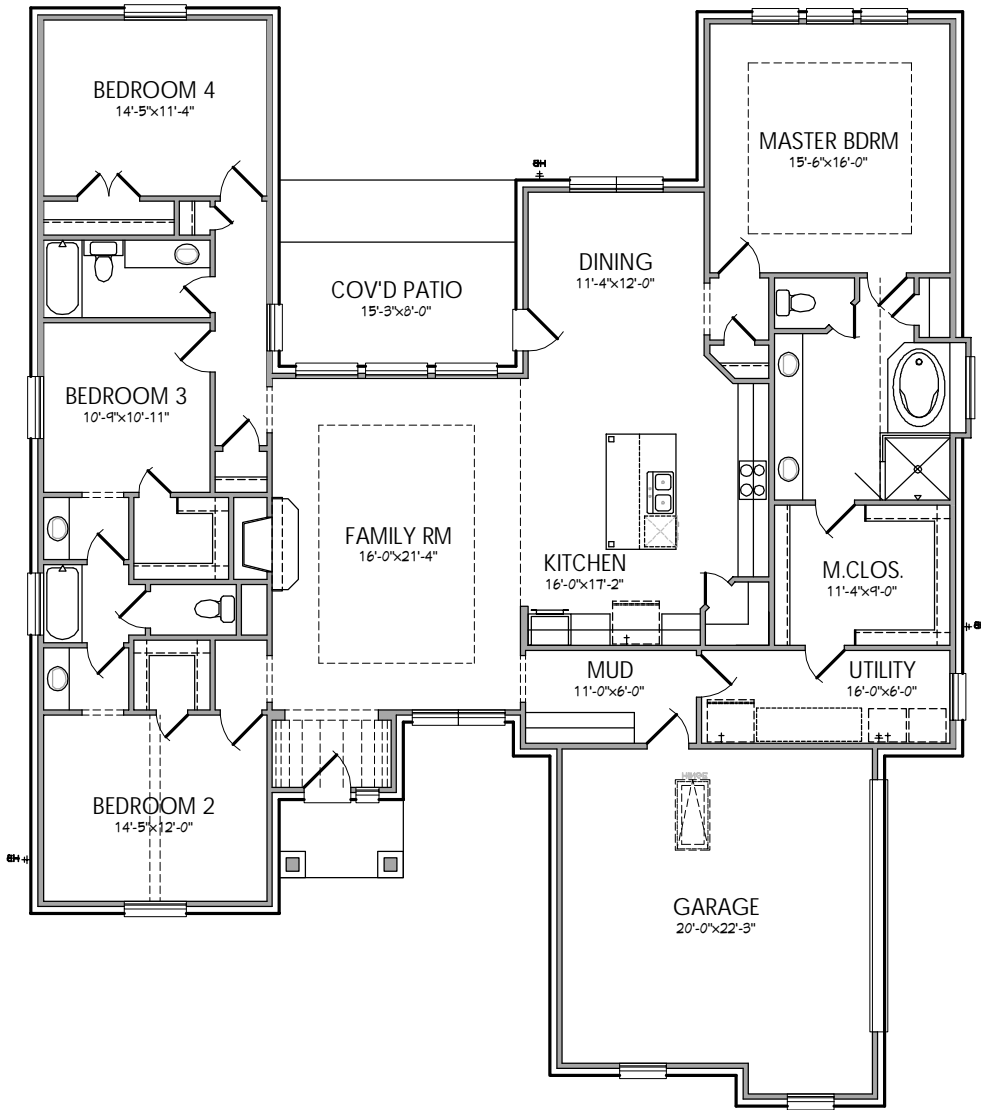 BEDROOM 4
14'-5"x11'-4"
MASTER BDRM
15'-6"x16'-0"
HB
DINING
11'-4"x12'-0"
COV'D PATIO
15'-3"x8'-0"
BEDROOM 3
10'-9"x10'-11"
FAMILY RM
16'-0"x21'-4"
KITCHEN
16'-0"x17'-2"
M.CLOS.
11'-4"x9'-0"
MUD
11'-0"x6'-0"
UTILITY
16'-0"x6'-0"
BEDROOM 2
14'-5"x12'-0"
HB
GARAGE
20'-0"x22'-3"